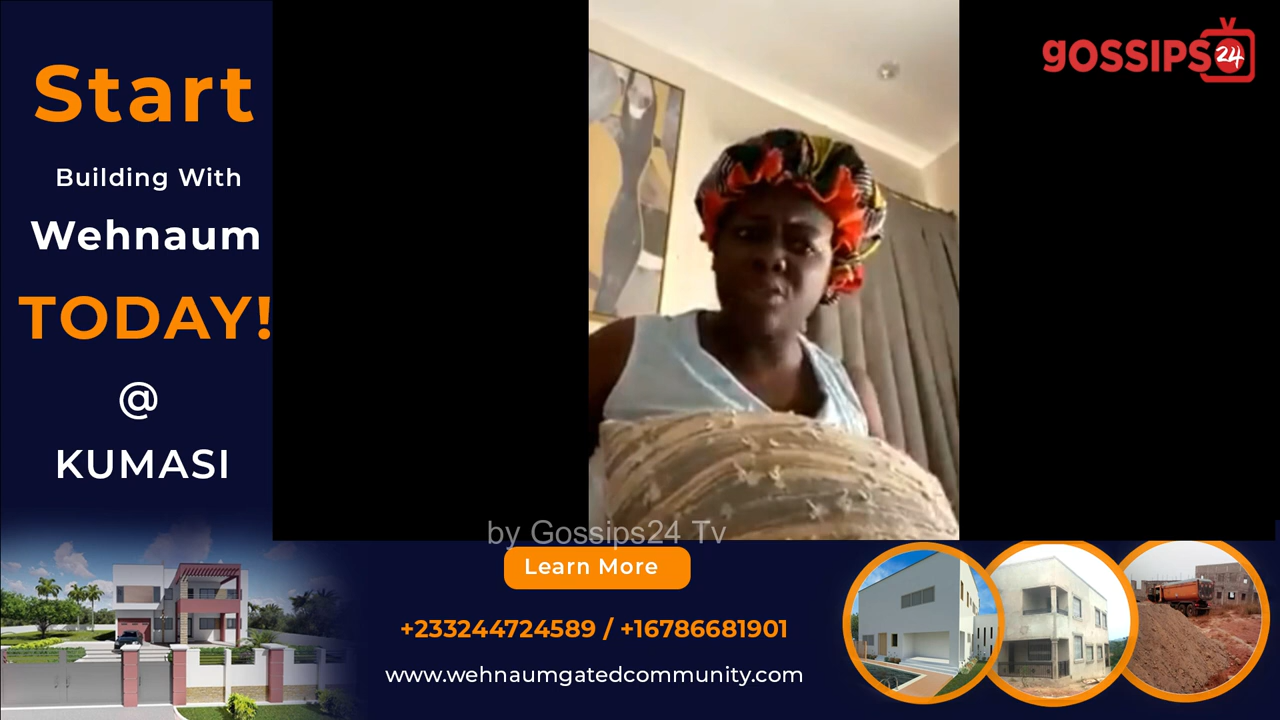 Start
Building With
Wehnaum
TODAY!
@
KUMASI
gOSSIPS24
by Gossips24 Tv
Learn More
+233244724589 / +16786681901
www.wehnaumgatedcommunity.com